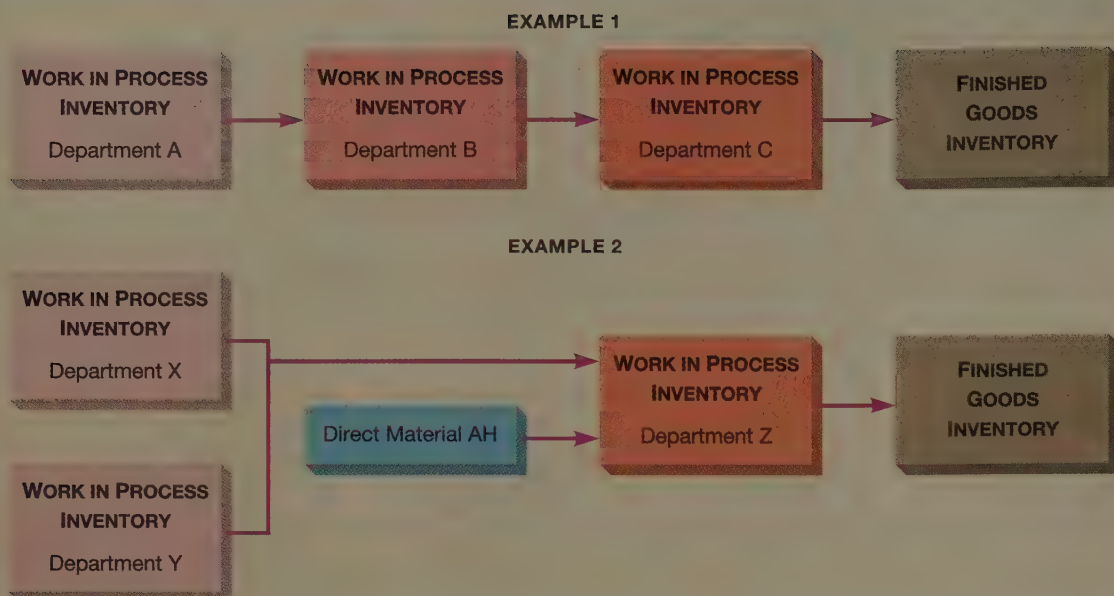 EXAMPLE 1
WORK IN PROCESS
INVENTORY
Department A
WORK IN PROCESS
INVENTORY
Department B
WORK IN PROCESS
INVENTORY
Department C
FINISHED
GOODS
INVENTORY
EXAMPLE 2
WORK IN PROCESS
INVENTORY
Department X
WORK IN PROCESS
INVENTORY
Department Y
Direct Material AH
WORK IN PROCESS
INVENTORY
Department Z
FINISHED
GOODS
INVENTORY